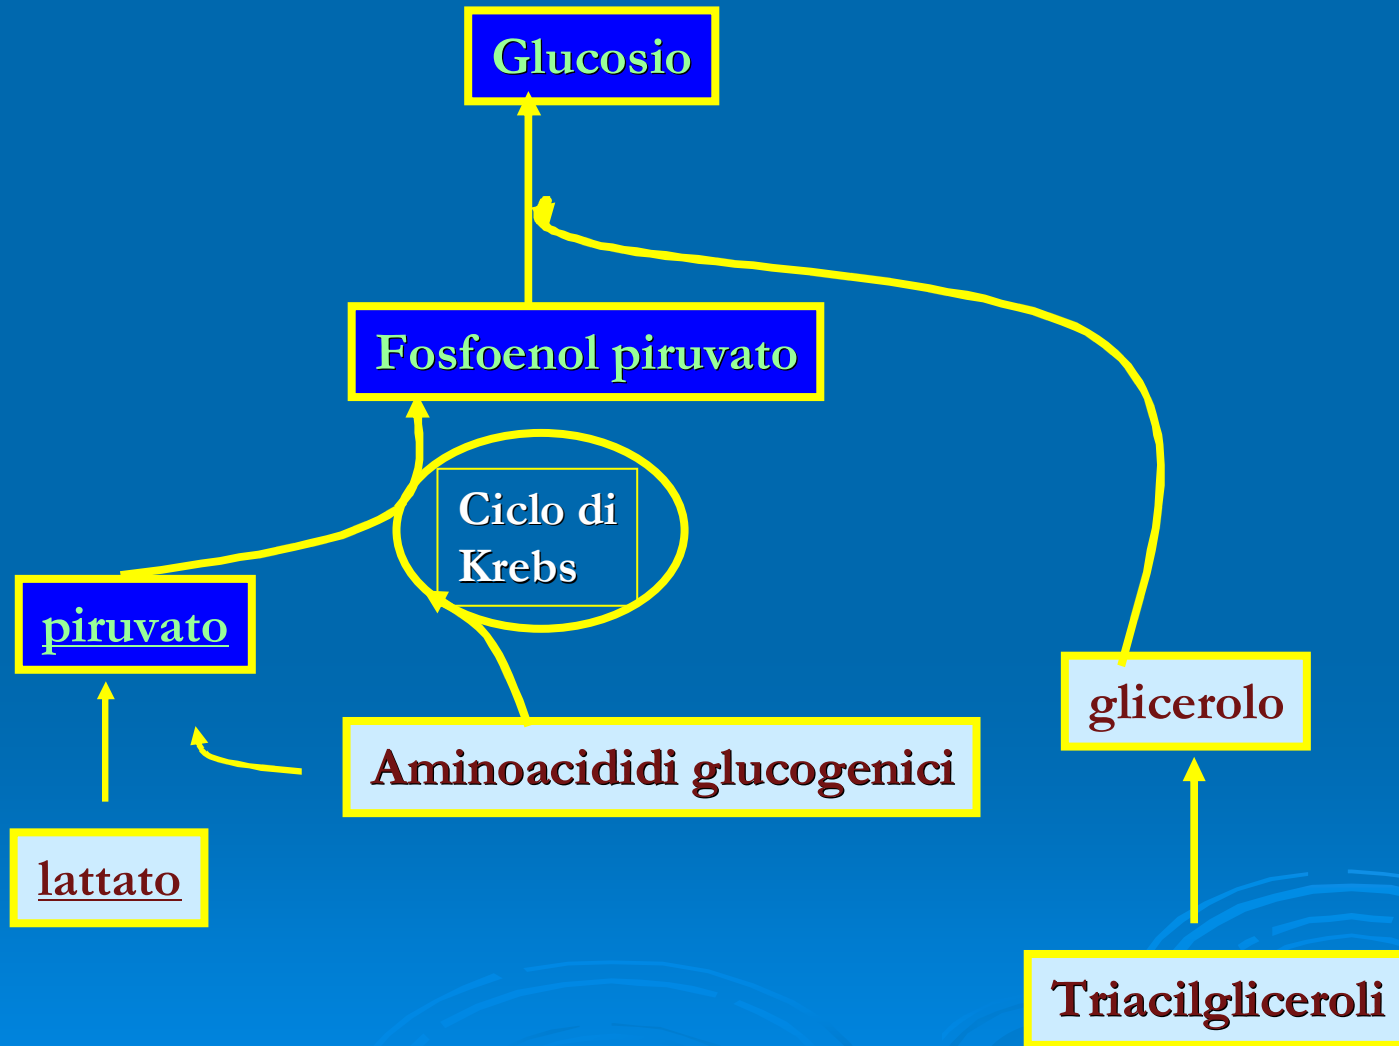 Glucosio
Fosfoenol piruvato
Ciclo di
Krebs
piruvato
glicerolo
Aminoacididi glucogenici
lattato
Triacilgliceroli